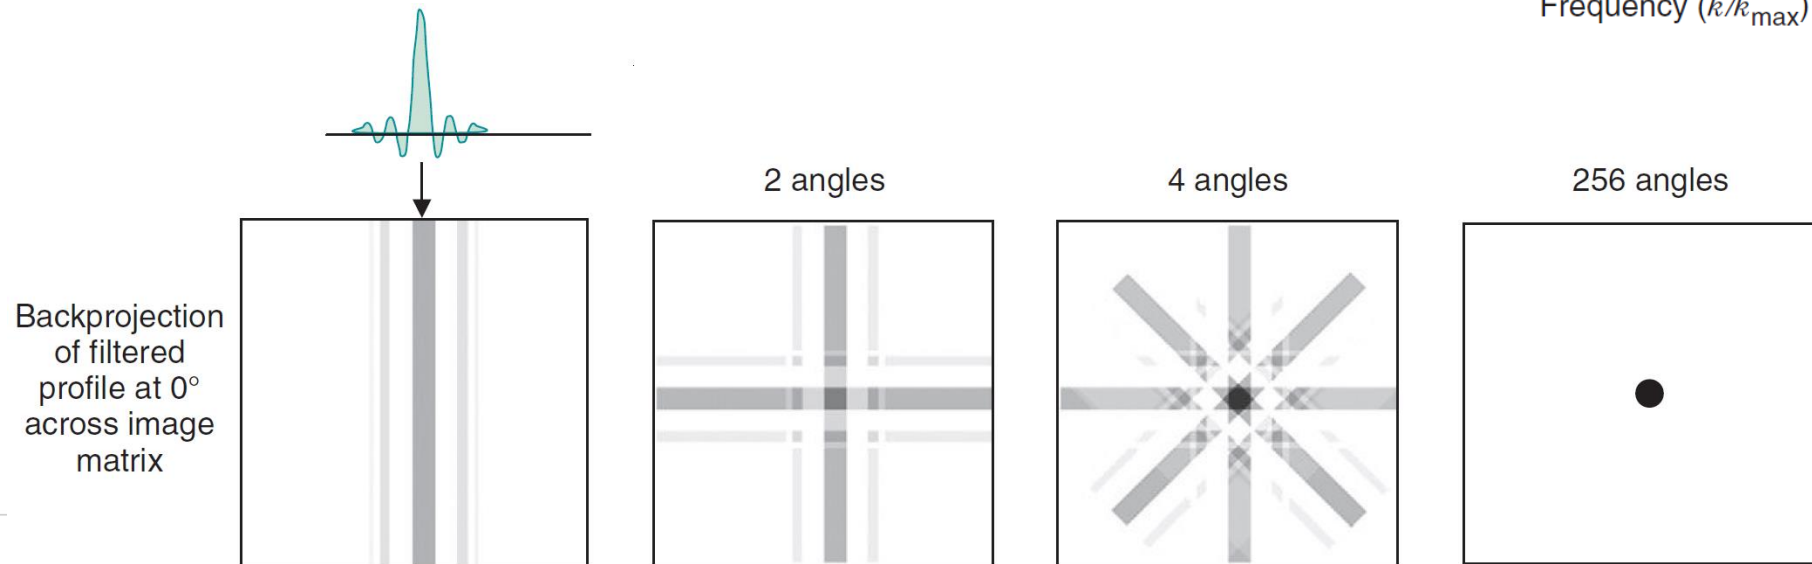 Frequency (k/kmax)
2 angles
4 angles
256 angles
Backprojection
of filtered
profile at 0°
across image
matrix